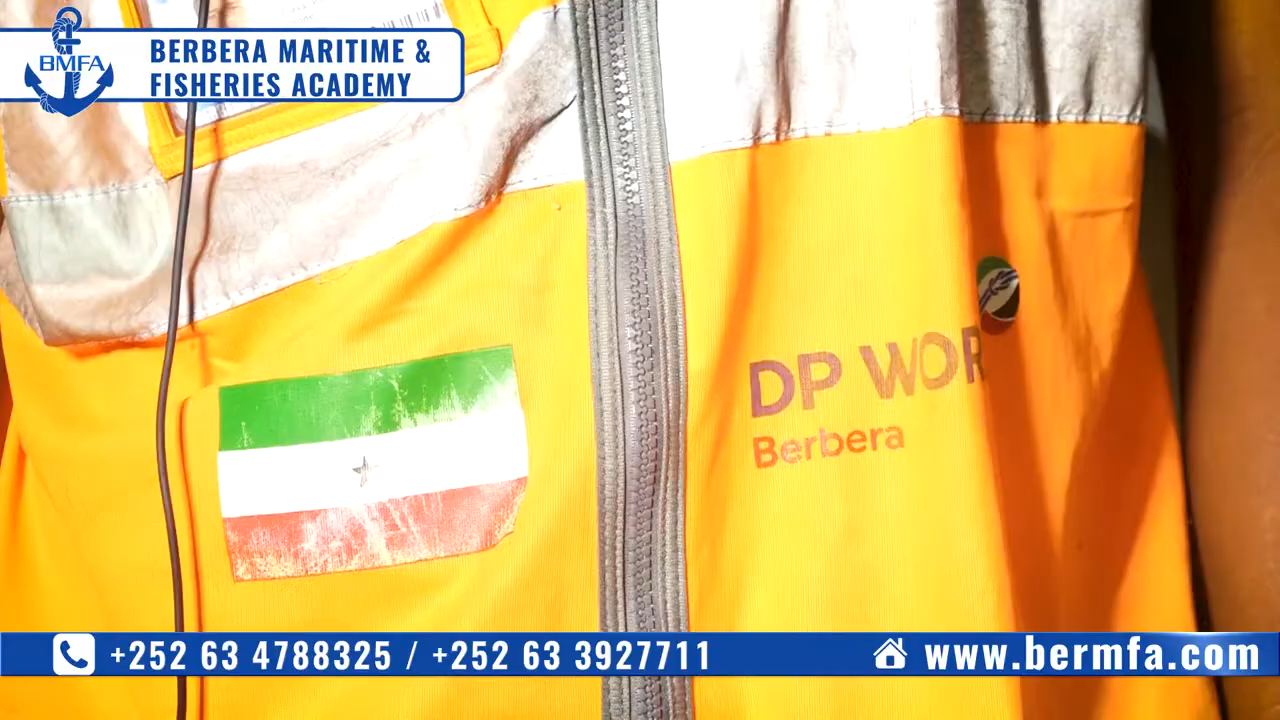 BMFA
BERBERA MARITIME &
FISHERIES ACADEMY
DP WOR
Berbera
+252 63 4788325 / +252 63 3927711
www.bermfa.com